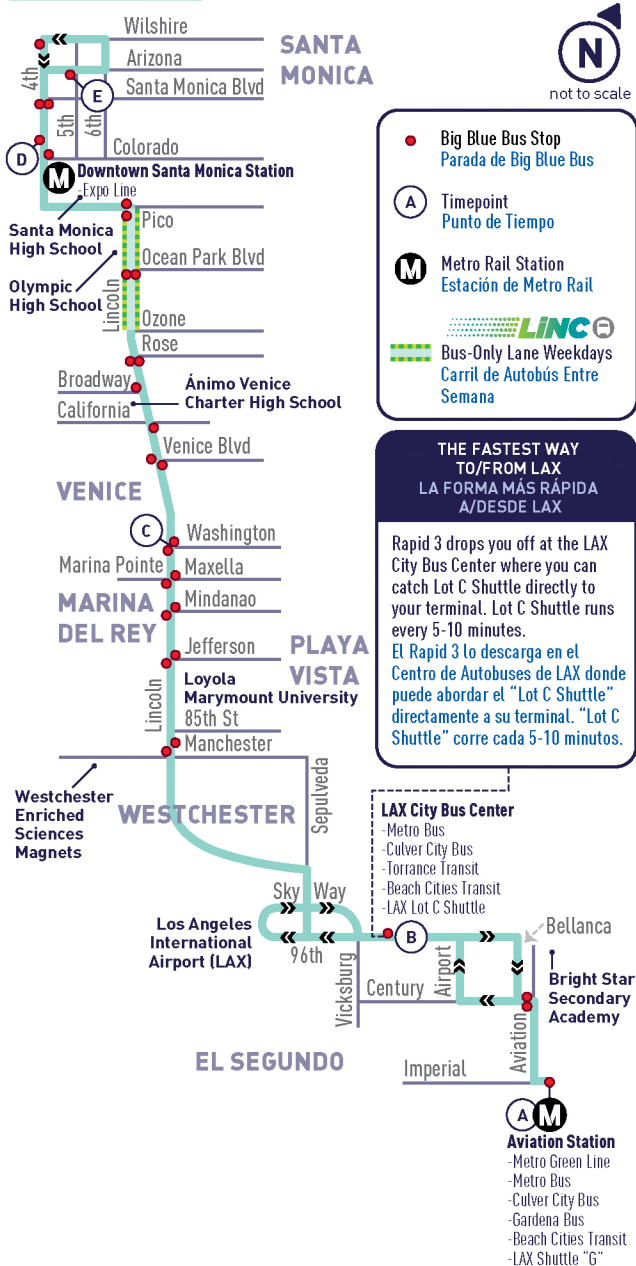 Wilshire
SANTA
MONICA
Arizona
4th
E
Santa Monica Blvd
5th
6th
D
Colorado
M
Downtown Santa Monica Station
-Expo Line
Santa Monica
High School
Pico
Olympic
High School
Ocean Park Blvd
Lincoln
Ozone
Rose
Broadway
Ánimo Venice
Charter High School
California
Venice Blvd
VENICE
C
Washington
Marina Pointe
Maxella
MARINA
DEL REY
Mindanao
Jefferson
PLAYA
VISTA
Loyola
Marymount University
Lincoln
85th St
Manchester
Westchester
Enriched
Sciences
Magnets
WESTCHESTER
Sepulveda
Sky Way
Los Angeles
International
Airport (LAX)
96th
LAX City Bus Center
-Metro Bus
-Culver City Bus
-Torrance Transit
-Beach Cities Transit
-LAX Lot C Shuttle
B
Bellanca
Vicksburg
Century
Airport
Aviation
Bright Star
Secondary
Academy
EL SEGUNDO
Imperial
A
M
Aviation Station
-Metro Green Line
-Metro Bus
-Culver City Bus
-Gardena Bus
-Beach Cities Transit
-LAX Shuttle "G"
N
not to scale
Big Blue Bus Stop
Parada de Big Blue Bus
A
Timepoint
Punto de Tiempo
M
Metro Rail Station
Estación de Metro Rail
LiNC
Bus-Only Lane Weekdays
Carril de Autobús Entre
Semana
THE FASTEST WAY
TO/FROM LAX
LA FORMA MÁS RÁPIDA
A/DESDE LAX
Rapid 3 drops you off at the LAX
City Bus Center where you can
catch Lot C Shuttle directly to
your terminal. Lot C Shuttle runs
every 5-10 minutes.
El Rapid 3 lo descarga en el
Centro de Autobuses de LAX donde
puede abordar el “Lot C Shuttle”
directamente a su terminal. “Lot C
Shuttle” corre cada 5-10 minutos.